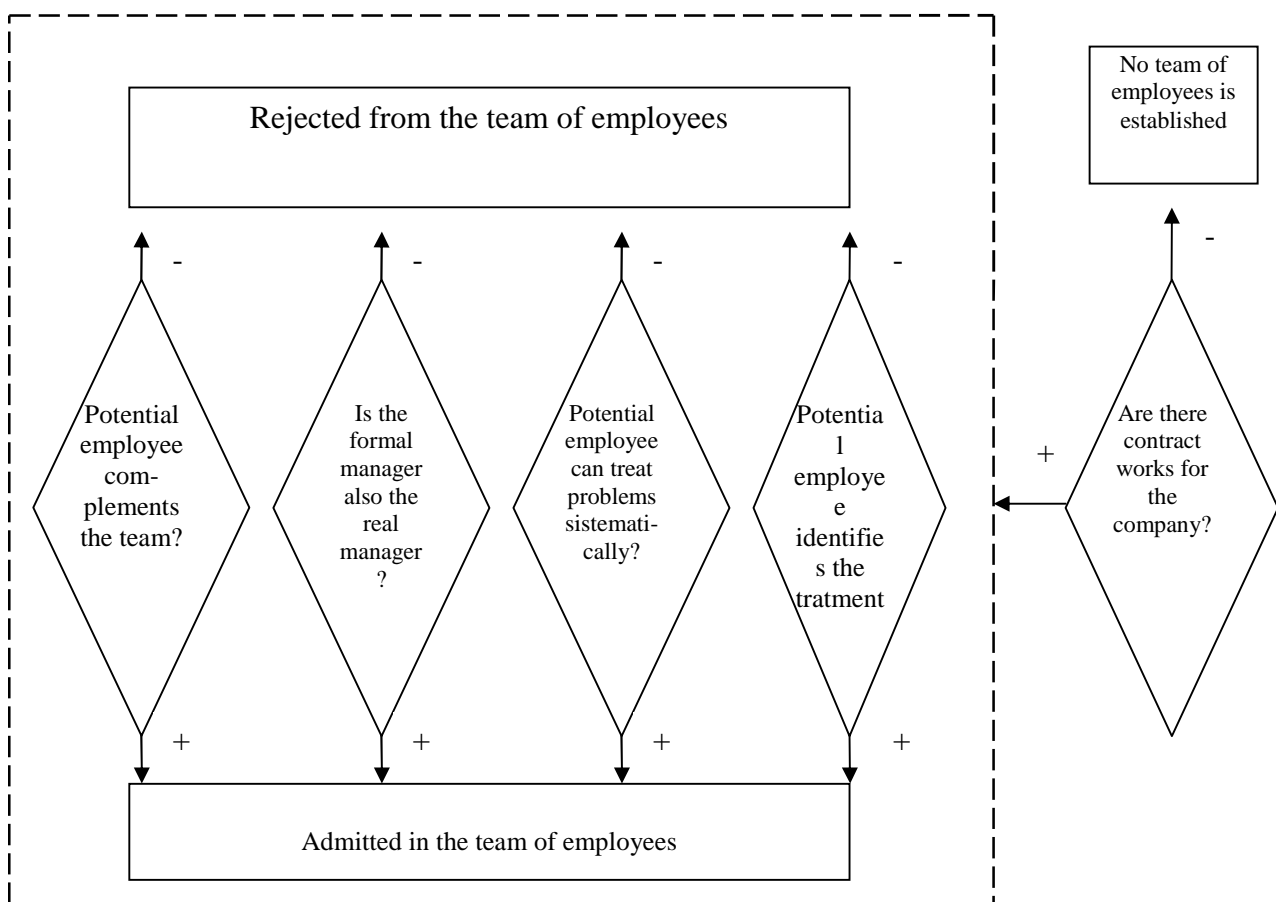 No team of
employees is
established
Rejected from the team of employees
-
-
-
-
-
Potential
employee
com-
plements
the team?
Is the
formal
manager
also the
real
manager
?
Potential
employee
can treat
problems
sistemati-
cally?
Potentia
l
employe
e
identifie
s the
tratment
+
Are there
contract
works for
the
company?
+
+
+
+
Admitted in the team of employees